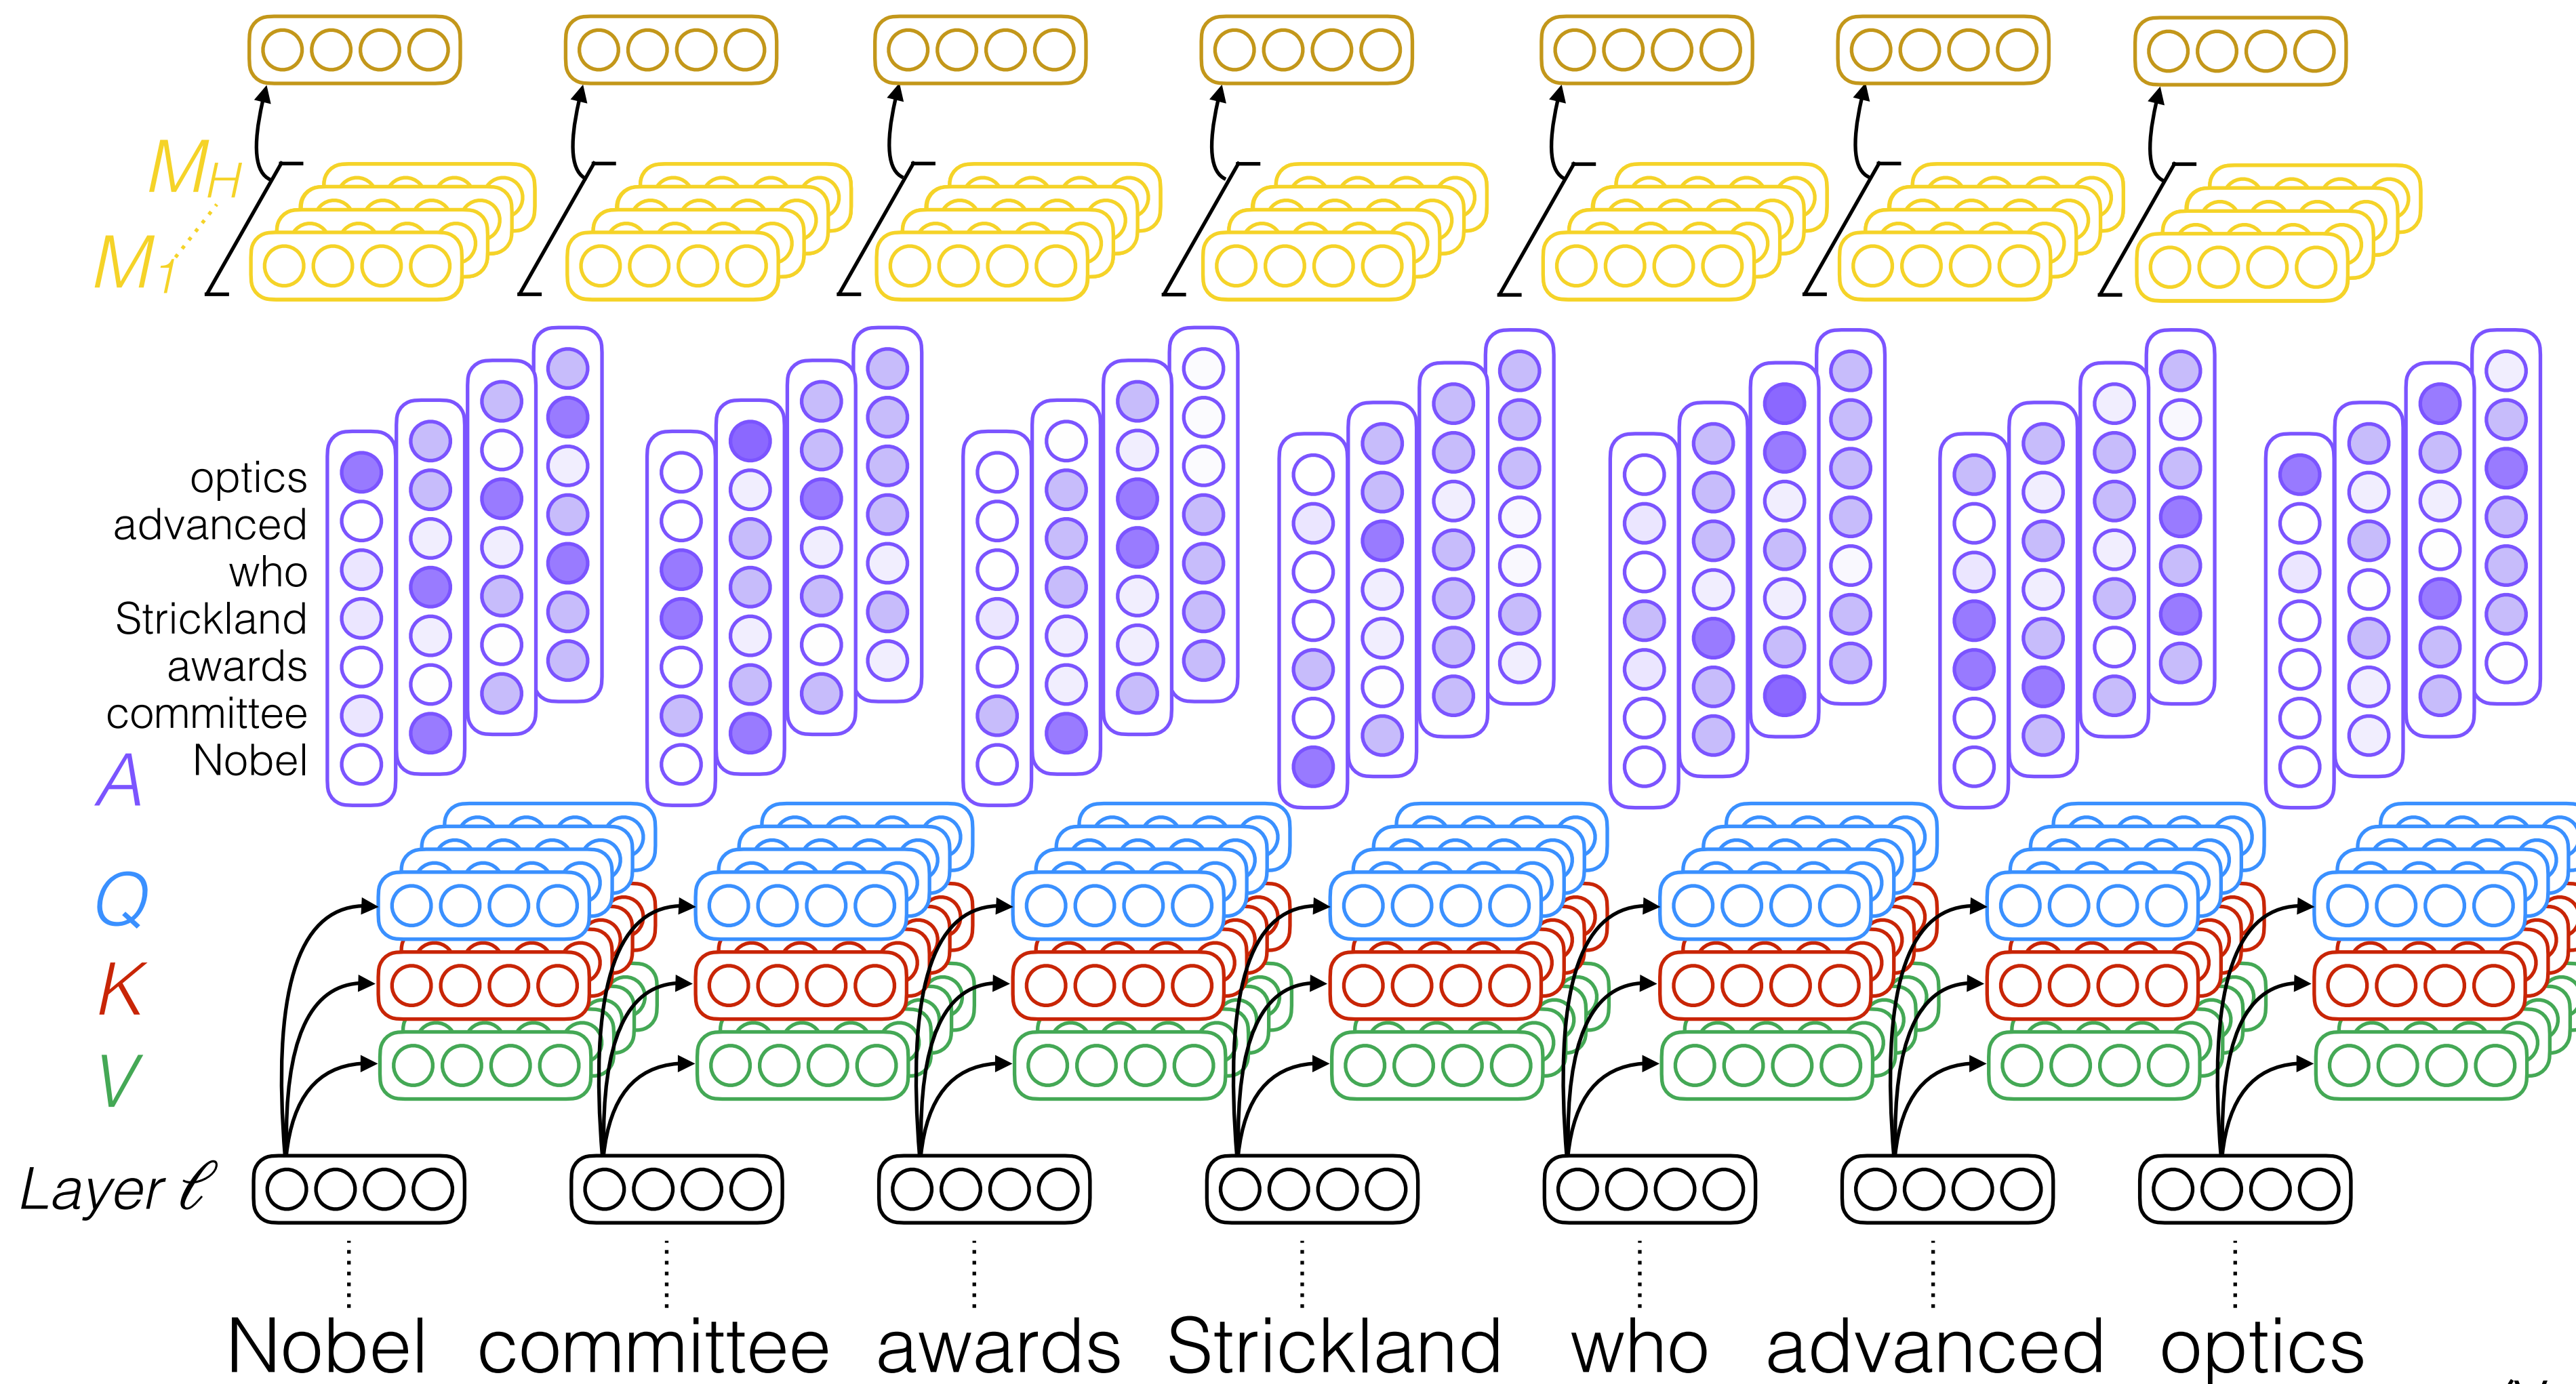 M_H
M_1
optics
advanced
who
Strickland
awards
committee
Nobel
A
Q
K
V
Layer ℓ
Nobel committee awards Strickland who advanced optics